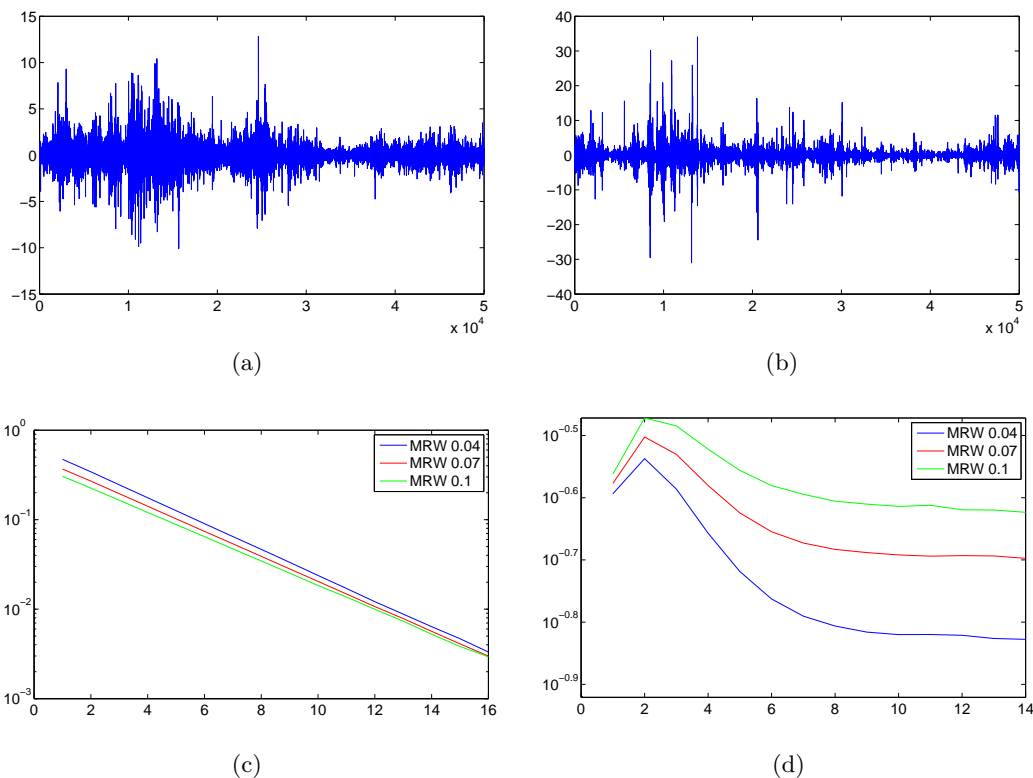 15
10
5
0
−5
−10
−15
0 1 2 3 4 5
x 10^4
(a)
40
30
20
10
0
−10
−20
−30
−40
0 1 2 3 4 5
x 10^4
(b)
10^0
10^−1
10^−2
10^−3
0 2 4 6 8 10 12 14 16
MRW 0.04
MRW 0.07
MRW 0.1
(c)
10^−0.5
10^−0.6
10^−0.7
10^−0.8
10^−0.9
0 2 4 6 8 10 12 14
MRW 0.04
MRW 0.07
MRW 0.1
(d)